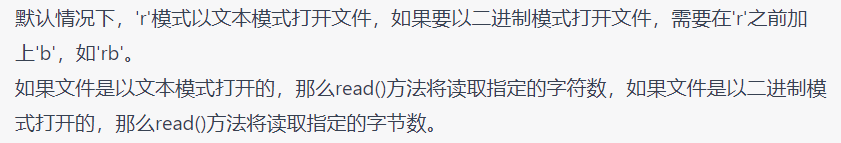 默认情况下，'r'模式以文本模式打开文件，如果要以二进制模式打开文件，需要在'r'之前加
上'b'，如'rb'。
如果文件是以文本模式打开的，那么read()方法将读取指定的字符数，如果文件是以二进制模
式打开的，那么read()方法将读取指定的字节数。